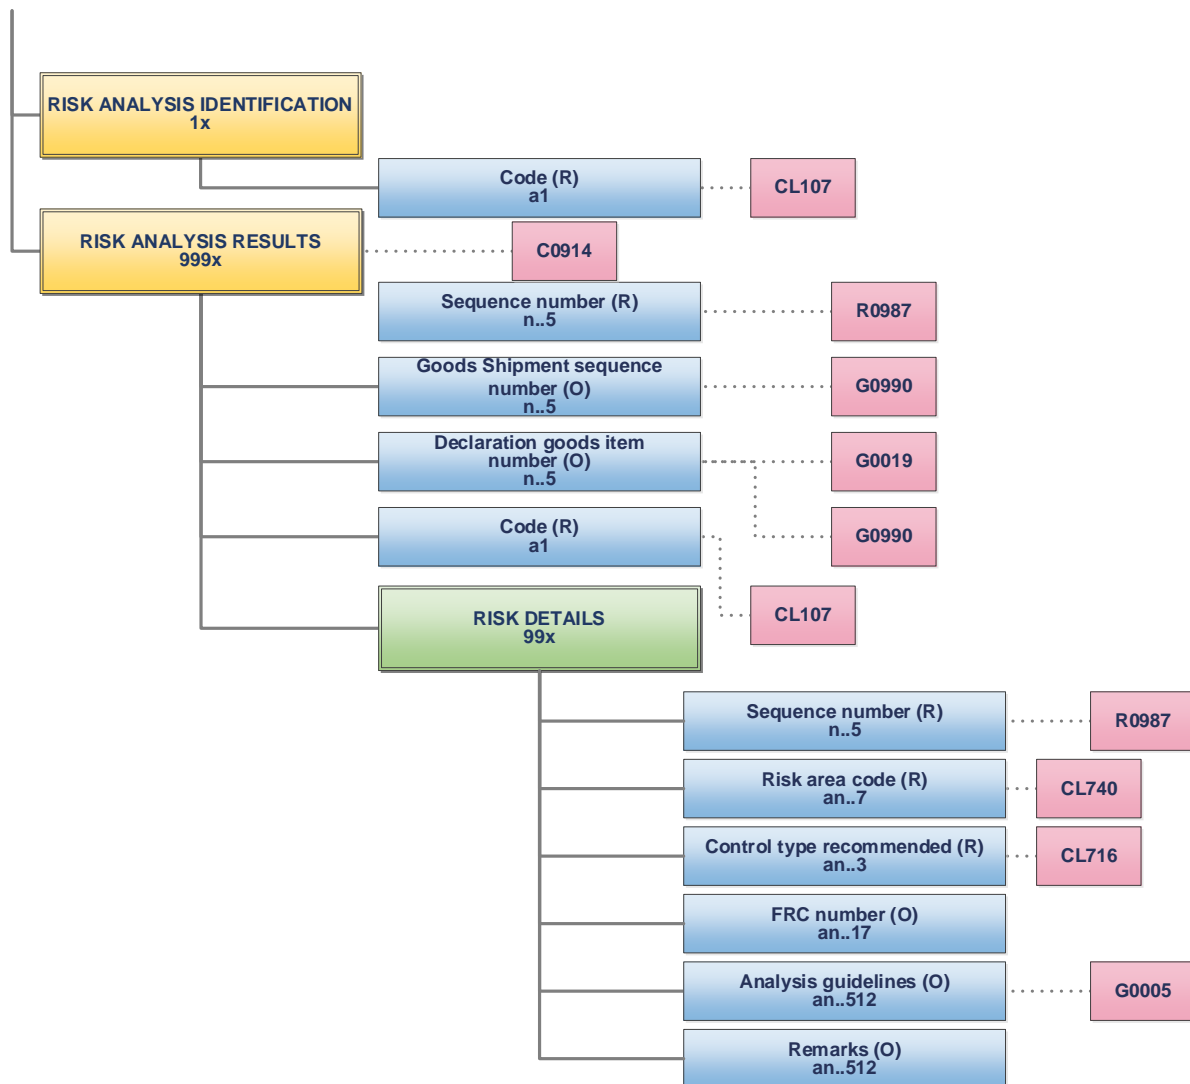 RISK ANALYSIS IDENTIFICATION
1x
Code (R)
a1
CL107
RISK ANALYSIS RESULTS
999x
C0914
Sequence number (R)
n..5
R0987
Goods Shipment sequence
number (O)
n..5
G0990
Declaration goods item
number (O)
n..5
G0019
Code (R)
a1
G0990
RISK DETAILS
99x
CL107
Sequence number (R)
n..5
R0987
Risk area code (R)
an..7
CL740
Control type recommended (R)
an..3
CL716
FRC number (O)
an..17
Analysis guidelines (O)
an..512
G0005
Remarks (O)
an..512